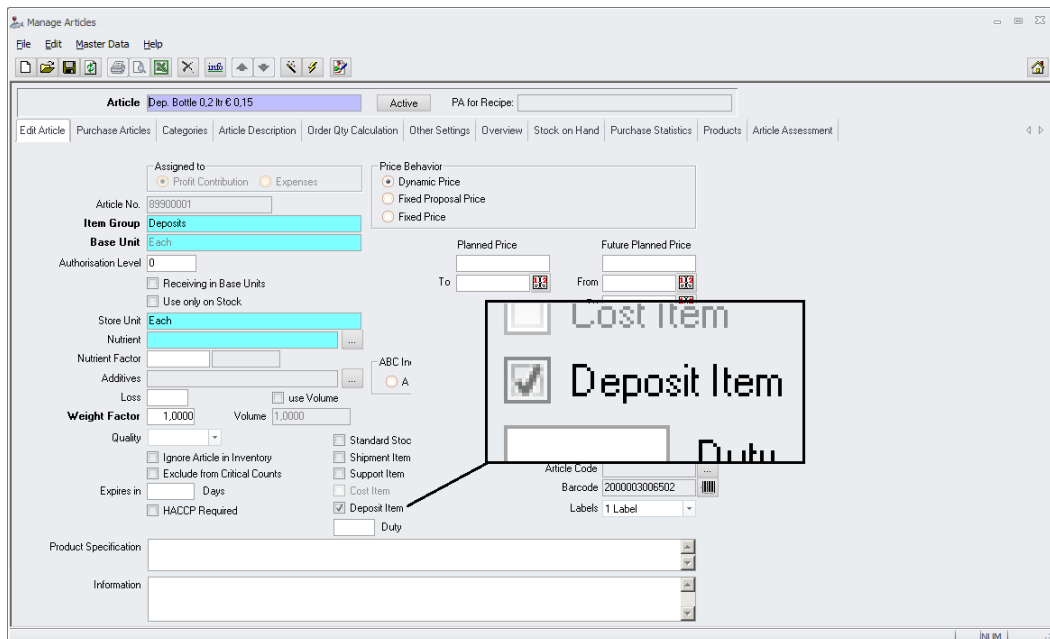 Manage Articles
File Edit Master Data Help
info
Article Dep. Bottle 0,2 ltr € 0,15 Active PA for Recipe:
Edit Article Purchase Articles Categories Article Description Order Qty Calculation Other Settings Overview Stock on Hand Purchase Statistics Products Article Assessment
Assigned to Price Behavior
Profit Contribution Expenses Dynamic Price
Fixed Proposal Price
Article No. 89900001 Fixed Price
Item Group Deposits
Base Unit Each Planned Price Future Planned Price
Authorisation Level 0
Receiving in Base Units To From
Use only on Stock
Store Unit Each
Nutrient ...
Nutrient Factor
Additives ... A
Loss use Volume
Weight Factor 1,0000 Volume 1,0000
Quality Standard Stoc
Ignore Article in Inventory Shipment Item
Exclude from Critical Counts Support Item
Expires in Days Cost Item
HACCP Required Deposit Item
Duty
Cost Item
Deposit Item
Duty
Article Code ...
Barcode 2000003006502
Labels 1 Label
Product Specification
Information
NUM